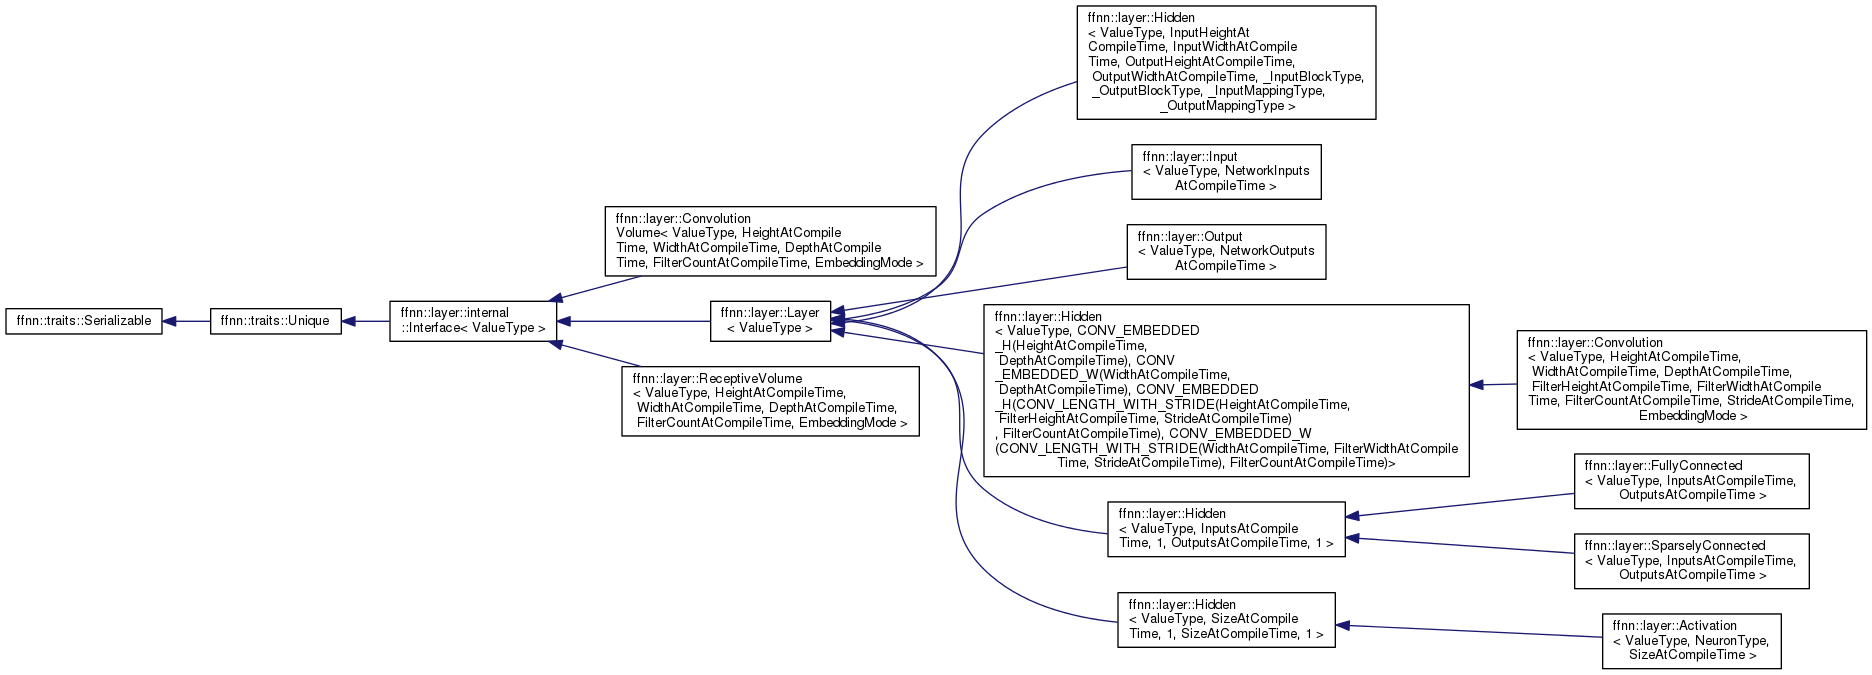 ffnn::traits::Serializable
ffnn::traits::Unique
ffnn::layer::internal
::Interface< ValueType >
ffnn::layer::Convolution
Volume< ValueType, HeightAtCompile
Time, WidthAtCompileTime, DepthAtCompile
Time, FilterCountAtCompileTime, EmbeddingMode >
ffnn::layer::Layer
< ValueType >
ffnn::layer::ReceptiveVolume
< ValueType, HeightAtCompileTime,
WidthAtCompileTime, DepthAtCompileTime,
FilterCountAtCompileTime, EmbeddingMode >
ffnn::layer::Hidden
< ValueType, InputHeightAt
CompileTime, InputWidthAtCompile
Time, OutputHeightAtCompileTime,
OutputWidthAtCompileTime, _InputBlockType,
_OutputBlockType, _InputMappingType,
_OutputMappingType >
ffnn::layer::Input
< ValueType, NetworkInputs
AtCompileTime >
ffnn::layer::Output
< ValueType, NetworkOutputs
AtCompileTime >
ffnn::layer::Hidden
< ValueType, CONV_EMBEDDED
_H(HeightAtCompileTime,
DepthAtCompileTime), CONV
_EMBEDDED_W(WidthAtCompileTime,
DepthAtCompileTime), CONV_EMBEDDED
_H(CONV_LENGTH_WITH_STRIDE(HeightAtCompileTime,
FilterHeightAtCompileTime, StrideAtCompileTime)
, FilterCountAtCompileTime), CONV_EMBEDDED_W
(CONV_LENGTH_WITH_STRIDE(WidthAtCompileTime, FilterWidthAtCompile
Time, StrideAtCompileTime), FilterCountAtCompileTime)>
ffnn::layer::Convolution
< ValueType, HeightAtCompileTime,
WidthAtCompileTime, DepthAtCompileTime,
FilterHeightAtCompileTime, FilterWidthAtCompile
Time, FilterCountAtCompileTime, StrideAtCompileTime,
EmbeddingMode >
ffnn::layer::Hidden
< ValueType, InputsAtCompile
Time, 1, OutputsAtCompileTime, 1 >
ffnn::layer::FullyConnected
< ValueType, InputsAtCompileTime,
OutputsAtCompileTime >
ffnn::layer::SparselyConnected
< ValueType, InputsAtCompileTime,
OutputsAtCompileTime >
ffnn::layer::Hidden
< ValueType, SizeAtCompile
Time, 1, SizeAtCompileTime, 1 >
ffnn::layer::Activation
< ValueType, NeuronType,
SizeAtCompileTime >